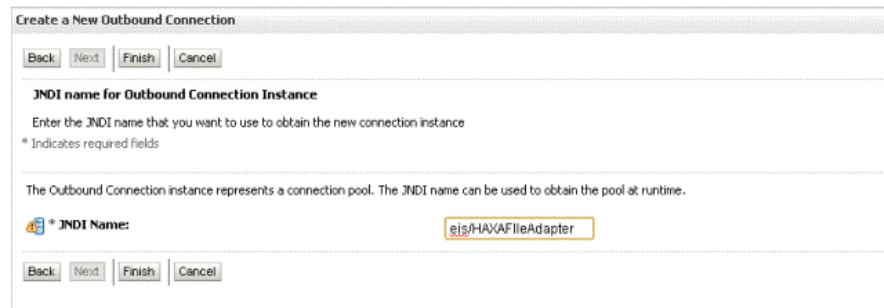 Create a New Outbound Connection
Back Next Finish Cancel
JNDI name for Outbound Connection Instance
Enter the JNDI name that you want to use to obtain the new connection instance
* Indicates required fields
The Outbound Connection instance represents a connection pool. The JNDI name can be used to obtain the pool at runtime.
* JNDI Name: eis/HAXAFIleAdapter
Back Next Finish Cancel